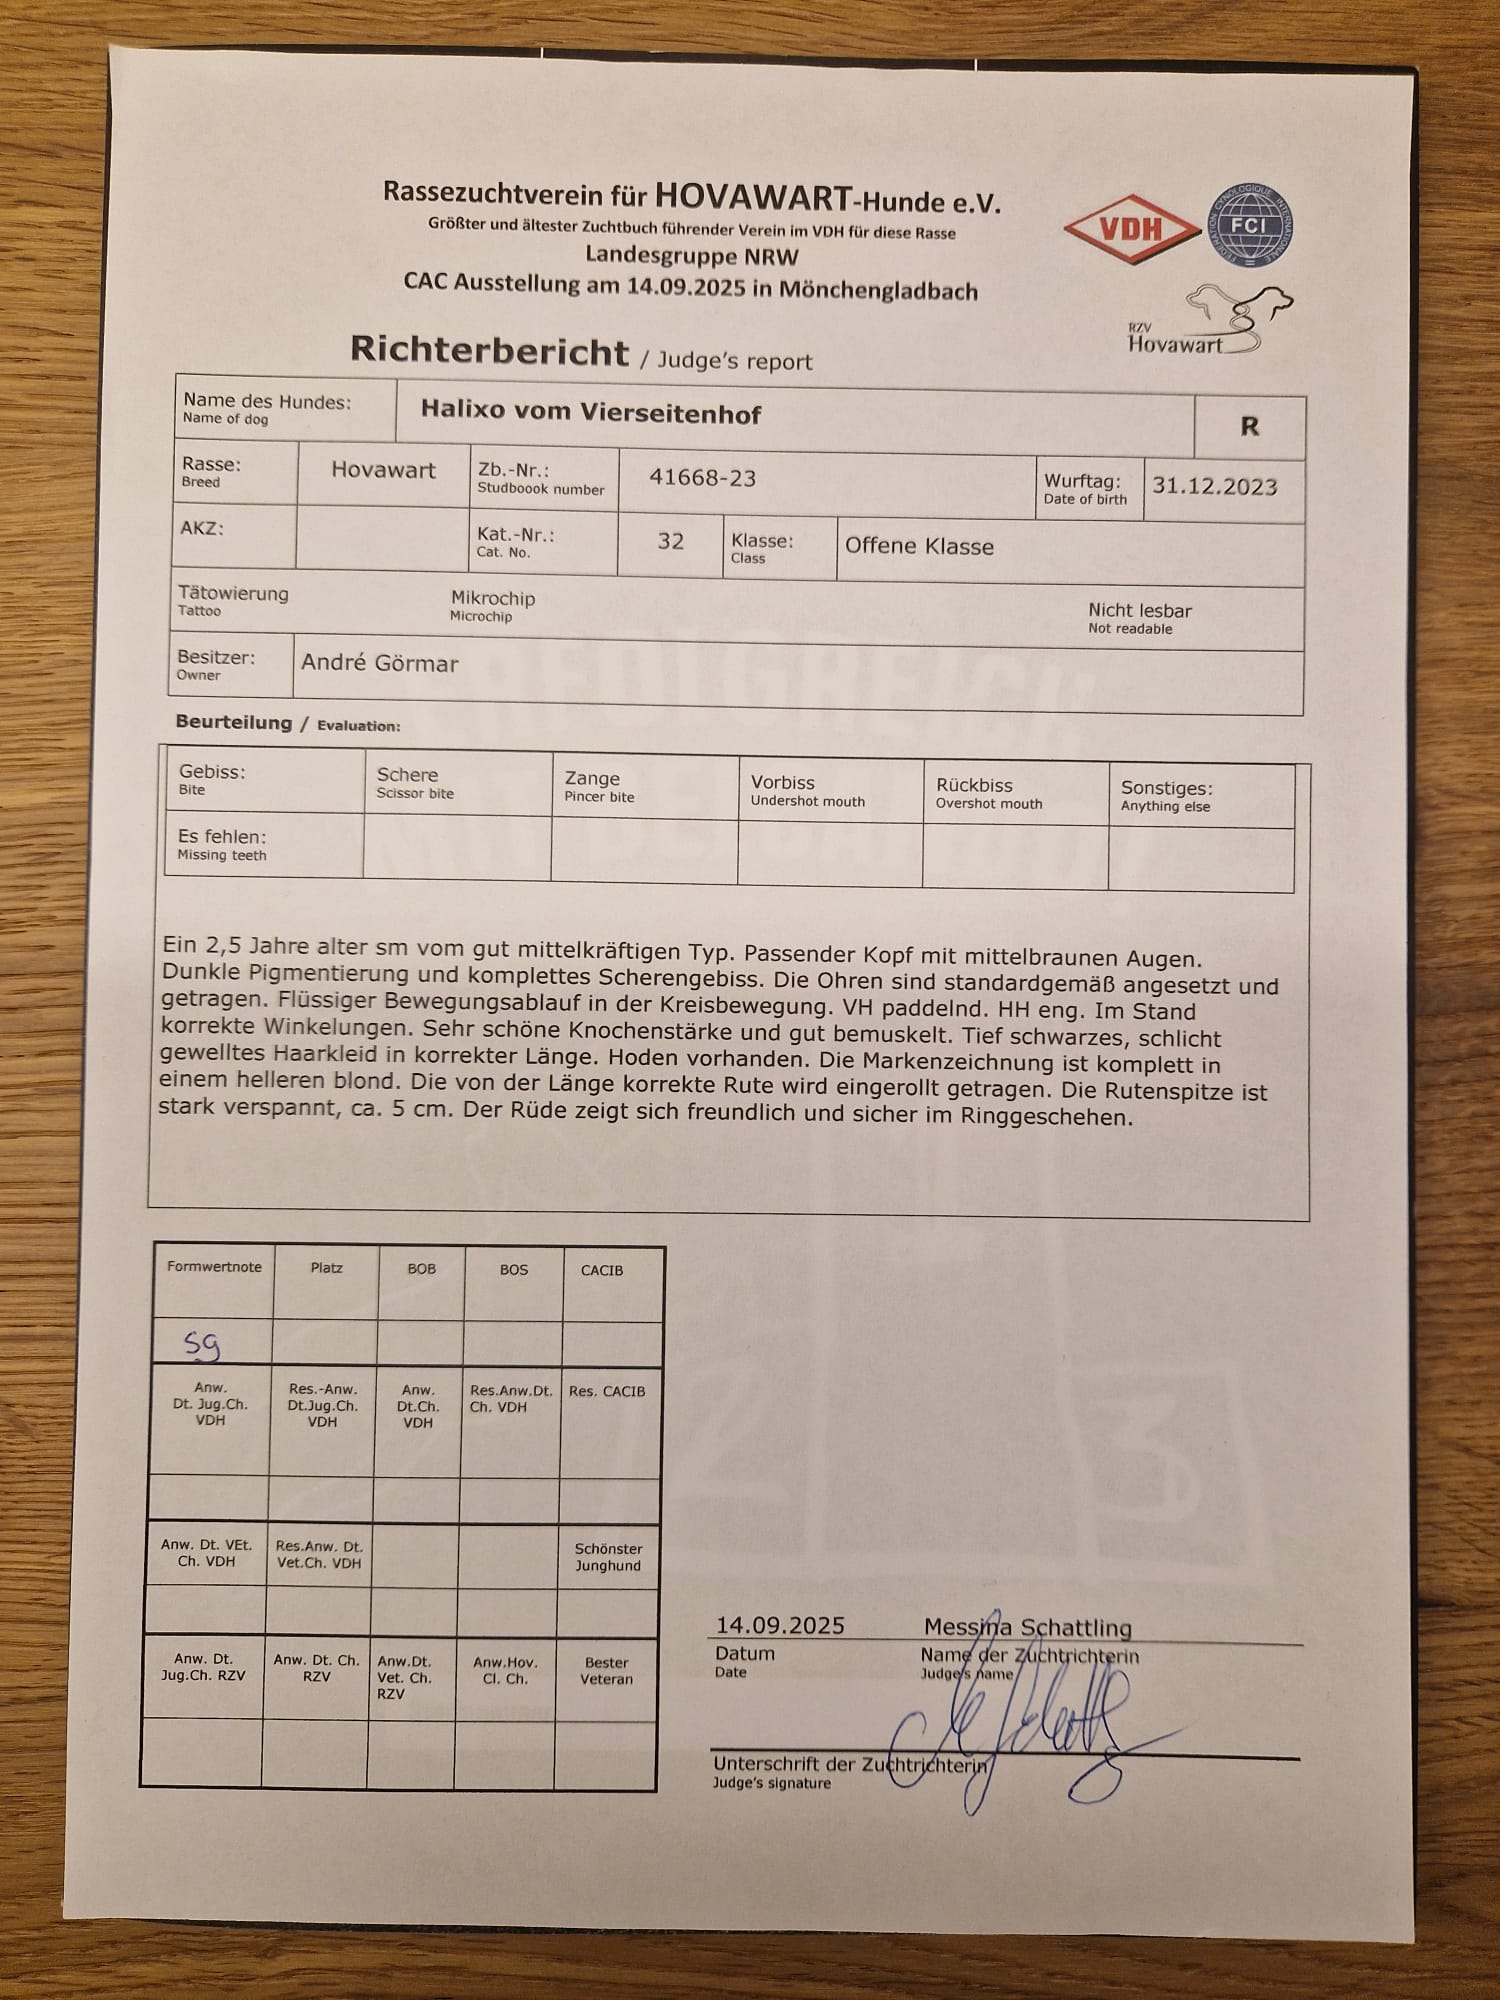 Rassezuchtverein für HOVAWART-Hunde e.V.
Größter und ältester Zuchtbuch führender Verein im VDH für diese Rasse
Landesgruppe NRW
CAC Ausstellung am 14.09.2025 in Mönchengladbach
VDH
FEDERATION CYNOLOGIQUE INTERNATIONALE
FCI
RZV
Hovawart
Richterbericht / Judge's report
Name des Hundes:
Name of dog
Halixo vom Vierseitenhof
R
Rasse:
Breed
Hovawart
Zb.-Nr.:
Studboook number
41668-23
Wurftag:
Date of birth
31.12.2023
AKZ:
Kat.-Nr.:
Cat. No.
32
Klasse:
Class
Offene Klasse
Tätowierung
Tattoo
Mikrochip
Microchip
Nicht lesbar
Not readable
Besitzer:
Owner
André Görmar
Beurteilung / Evaluation:
Gebiss:
Bite
Schere
Scissor bite
Zange
Pincer bite
Vorbiss
Undershot mouth
Rückbiss
Overshot mouth
Sonstiges:
Anything else
Es fehlen:
Missing teeth
Ein 2,5 Jahre alter sm vom gut mittelkräftigen Typ. Passender Kopf mit mittelbraunen Augen.
Dunkle Pigmentierung und komplettes Scherengebiss. Die Ohren sind standardgemäß angesetzt und
getragen. Flüssiger Bewegungsablauf in der Kreisbewegung. VH paddelnd. HH eng. Im Stand
korrekte Winkelungen. Sehr schöne Knochenstärke und gut bemuskelt. Tief schwarzes, schlicht
gewelltes Haarkleid in korrekter Länge. Hoden vorhanden. Die Markenzeichnung ist komplett in
einem helleren blond. Die von der Länge korrekte Rute wird eingerollt getragen. Die Rutenspitze ist
stark verspannt, ca. 5 cm. Der Rüde zeigt sich freundlich und sicher im Ringgeschehen.
Formwertnote
Platz
BOB
BOS
CACIB
sg
Anw.
Dt. Jug.Ch.
VDH
Res.-Anw.
Dt.Jug.Ch.
VDH
Anw.
Dt.Ch.
VDH
Res.Anw.Dt.
Ch. VDH
Res. CACIB
Anw. Dt. VEt.
Ch. VDH
Res.Anw. Dt.
Vet.Ch. VDH
Schönster
Junghund
Anw. Dt.
Jug.Ch. RZV
Anw. Dt. Ch.
RZV
Anw.Dt.
Vet. Ch.
RZV
Anw.Hov.
Cl. Ch.
Bester
Veteran
14.09.2025
Messina Schattling
Datum
Date
Name der Zuchtrichterin
Judge's name
Unterschrift der Zuchtrichterin
Judge's signature